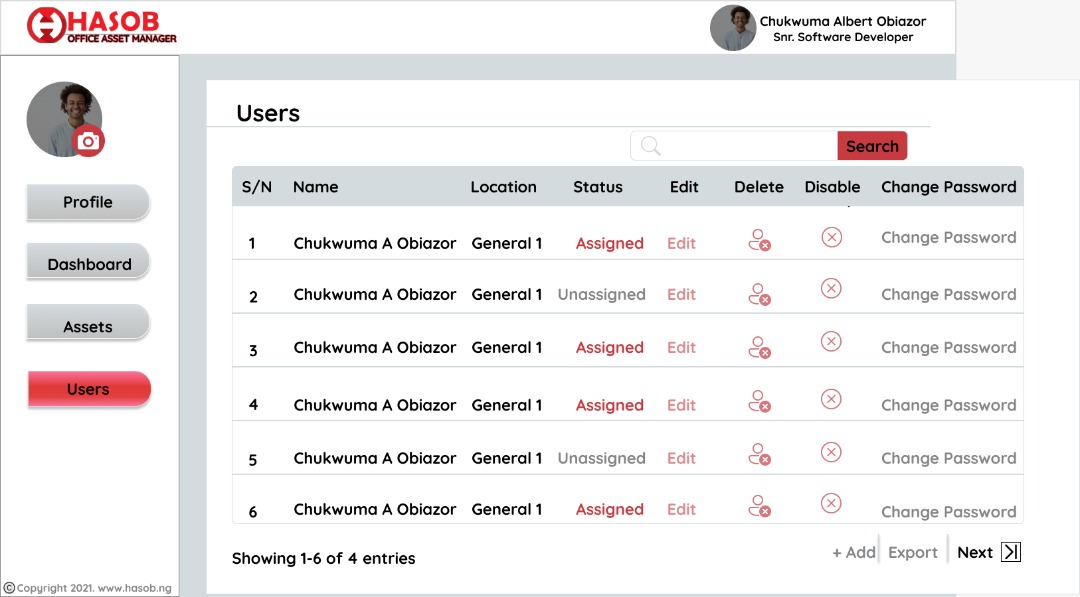 HASOB
OFFICE ASSET MANAGER
Chukwuma Albert Obiazor
Snr. Software Developer
Profile
Dashboard
Assets
Users
Users
Search
S/N Name Location Status Edit Delete Disable Change Password
1 Chukwuma A Obiazor General 1 Assigned Edit Change Password
2 Chukwuma A Obiazor General 1 Unassigned Edit Change Password
3 Chukwuma A Obiazor General 1 Assigned Edit Change Password
4 Chukwuma A Obiazor General 1 Assigned Edit Change Password
5 Chukwuma A Obiazor General 1 Unassigned Edit Change Password
6 Chukwuma A Obiazor General 1 Assigned Edit Change Password
Showing 1-6 of 4 entries
+ Add Export Next
© Copyright 2021. www.hasob.ng